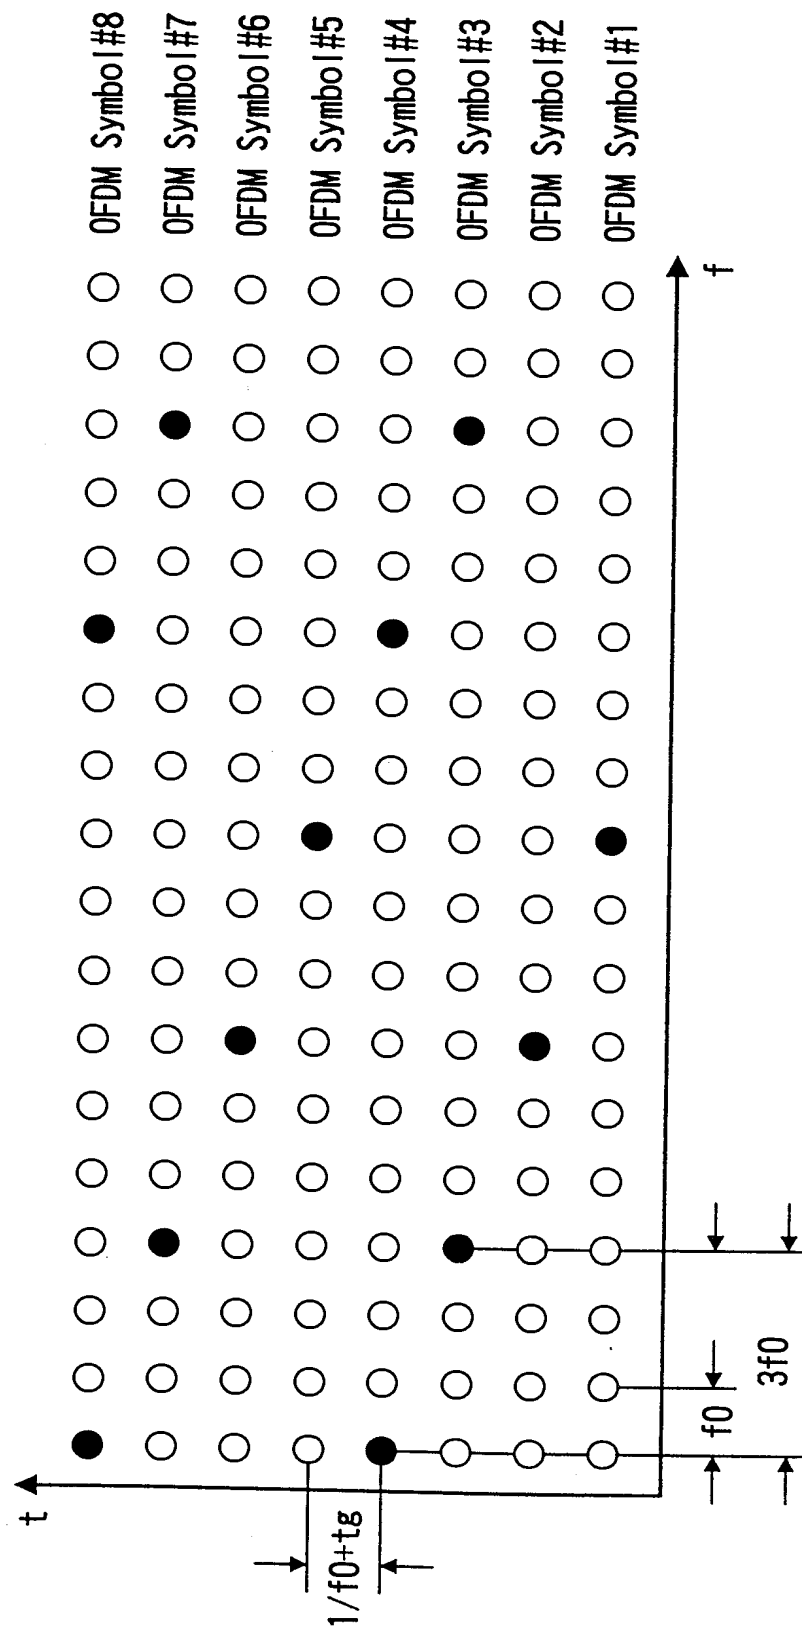 t
OFDM Symbol#8
OFDM Symbol#7
OFDM Symbol#6
OFDM Symbol#5
OFDM Symbol#4
OFDM Symbol#3
OFDM Symbol#2
OFDM Symbol#1
f
1/f0+tg
f0
3f0